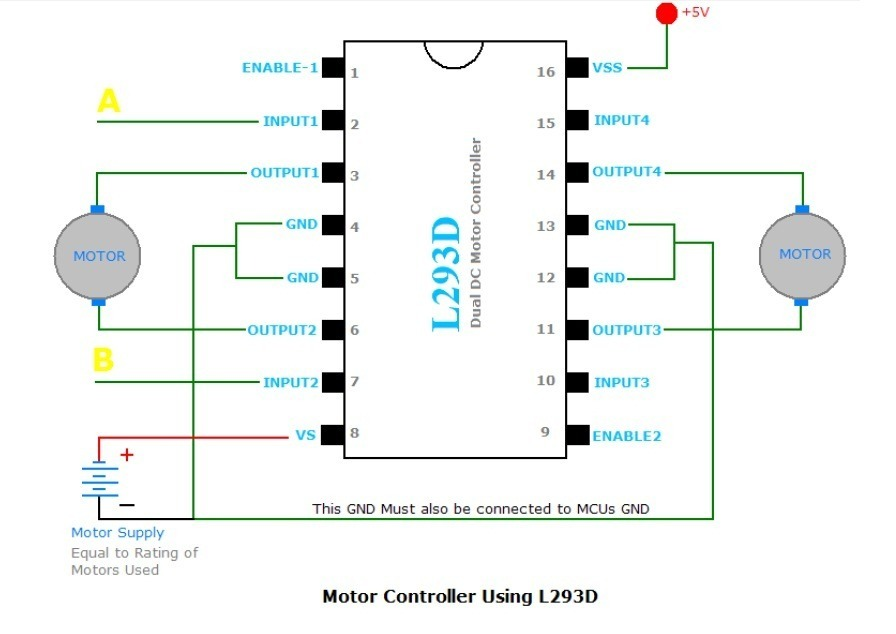 +5V
ENABLE-1
1
16
VSS
A
INPUT1
2
15
INPUT4
OUTPUT1
3
14
OUTPUT4
GND
4
13
GND
MOTOR
L293D
Dual DC Motor Controller
MOTOR
GND
5
12
GND
OUTPUT2
6
11
OUTPUT3
B
INPUT2
7
10
INPUT3
VS
8
9
ENABLE2
+
−
This GND Must also be connected to MCUs GND
Motor Supply
Equal to Rating of
Motors Used
Motor Controller Using L293D